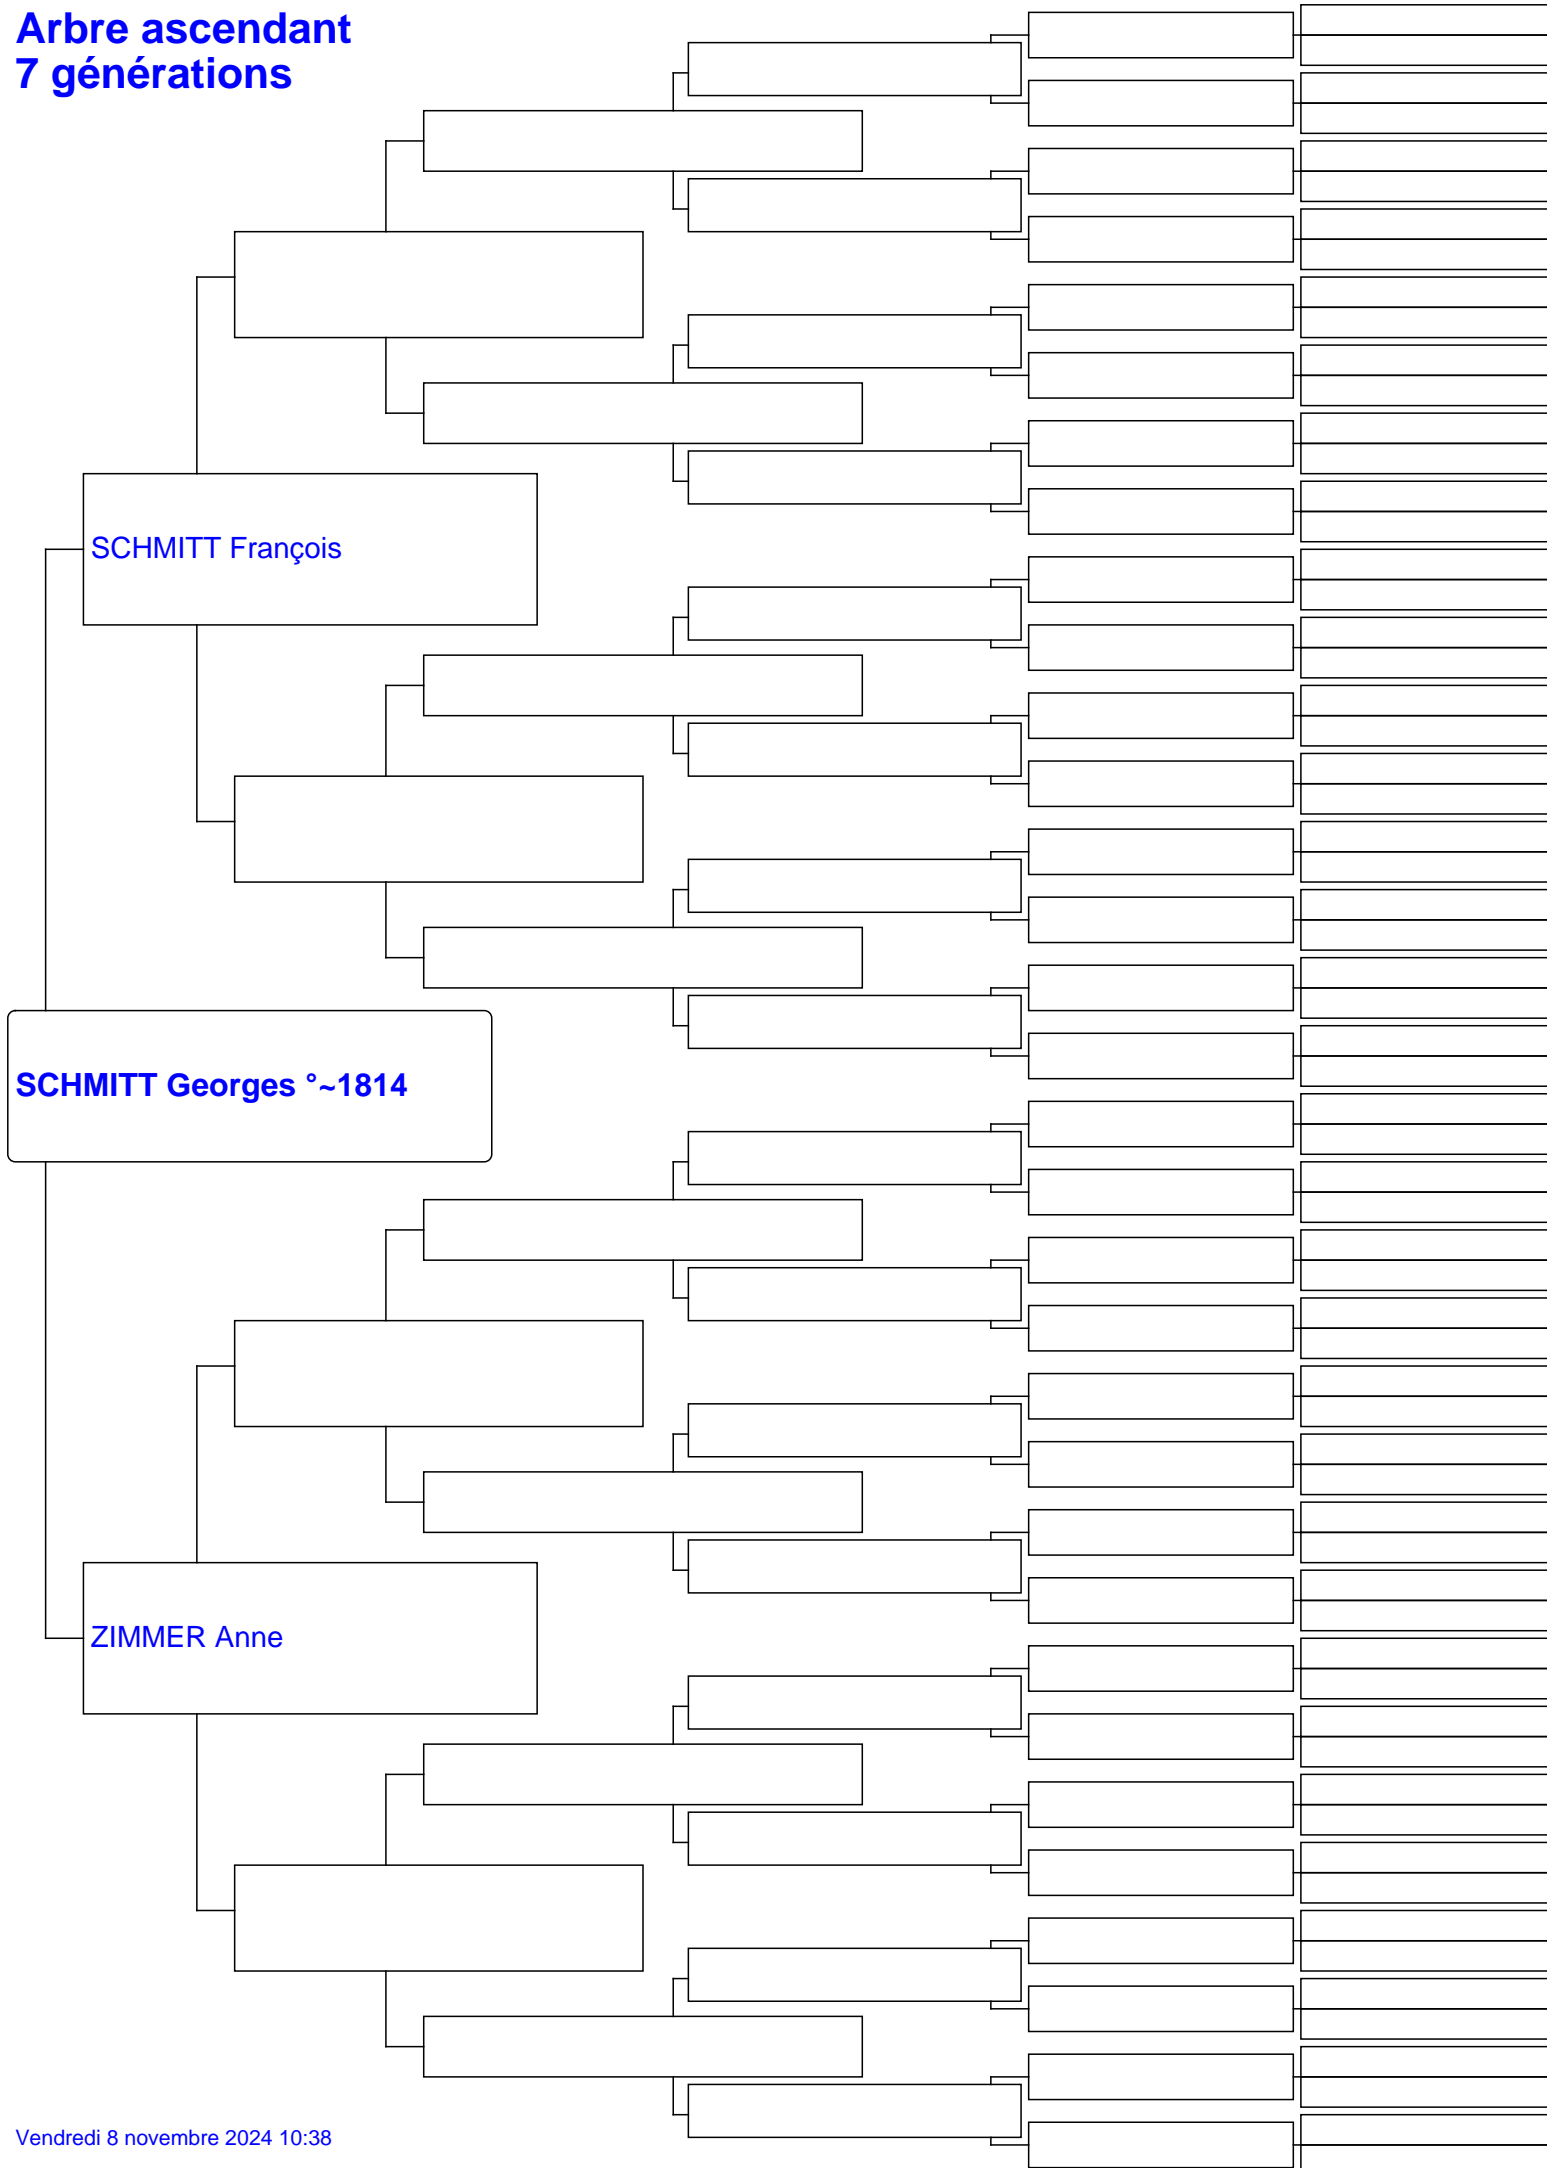 Arbre ascendant
7 générations
SCHMITT François
SCHMITT Georges °~1814
ZIMMER Anne
Vendredi 8 novembre 2024 10:38